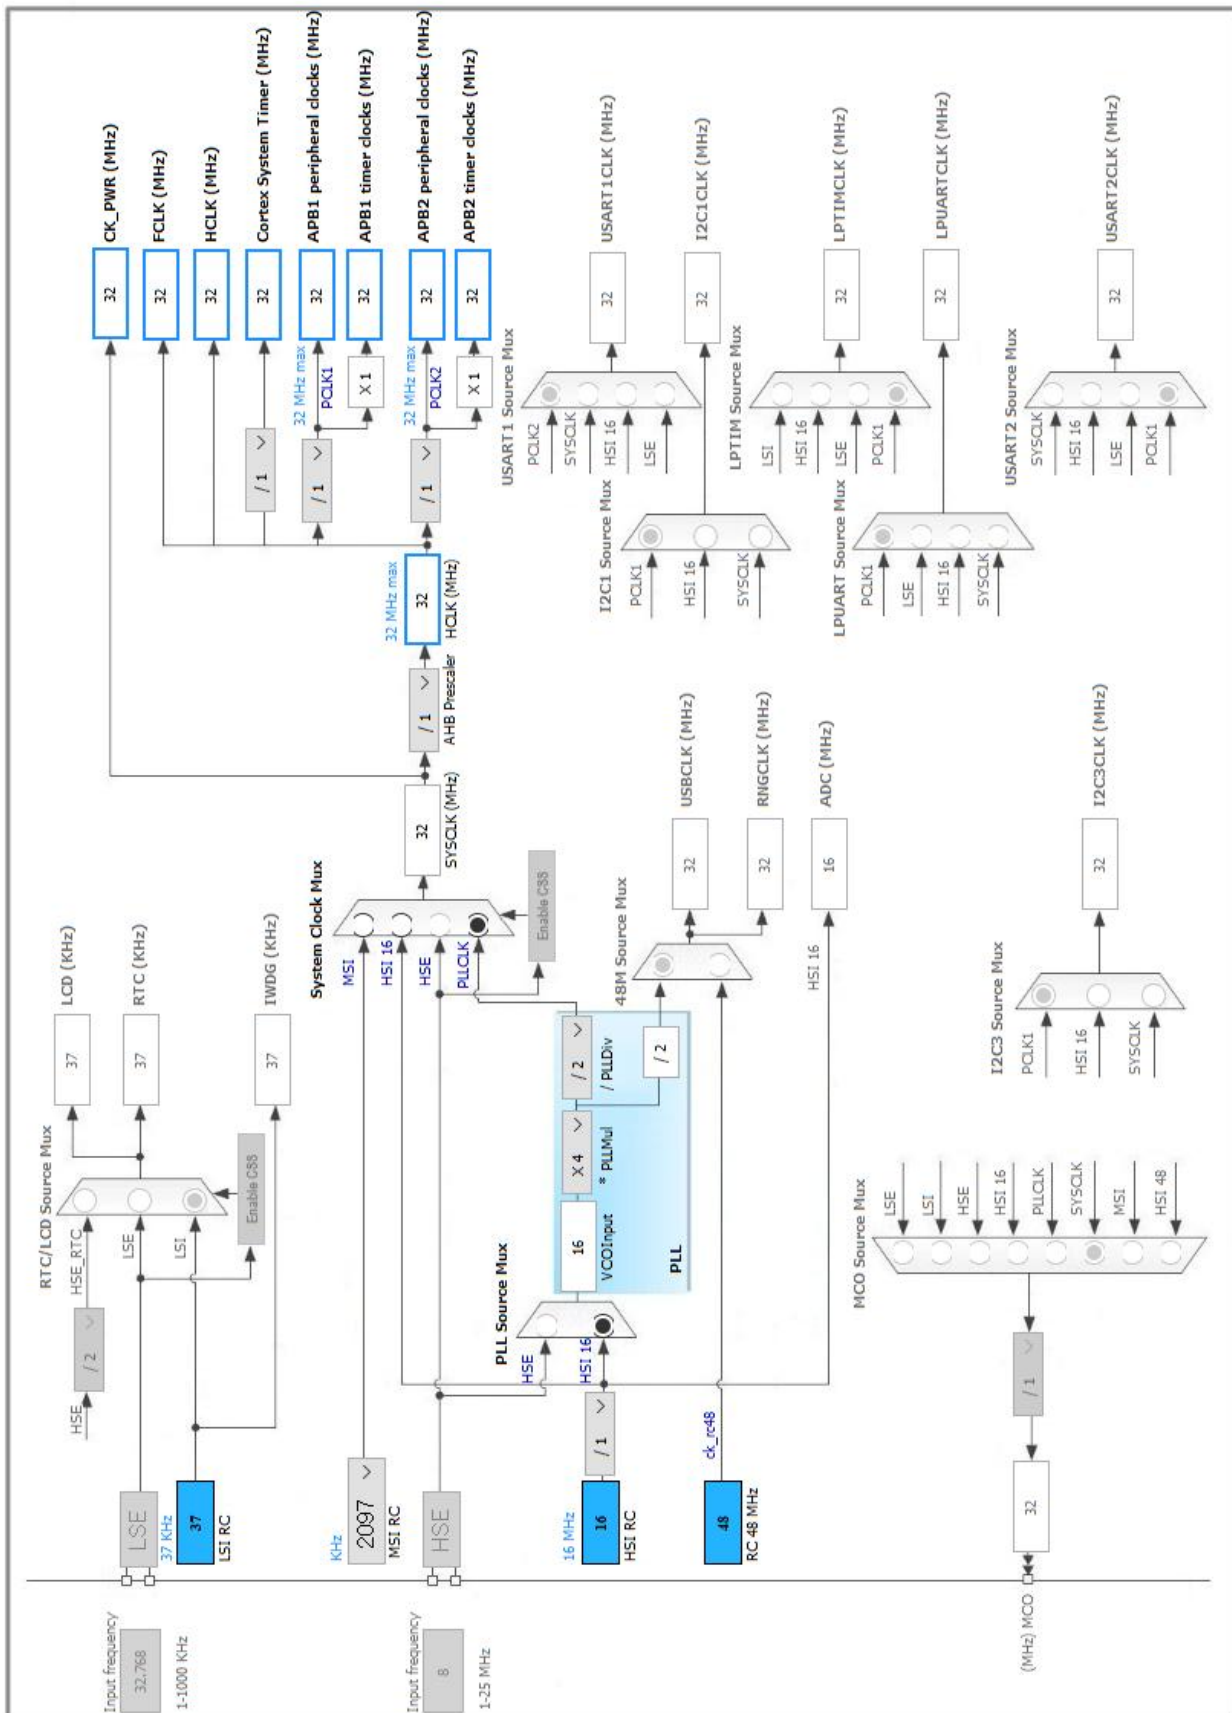 RTC/LCD Source Mux
HSE
/ 2
HSE_RTC
LCD (KHz)
37
Input frequency
32.768
1-1000 KHz
LSE
LSE
RTC (KHz)
37
37 KHz
37
LSI RC
LSI
Enable CSS
IWDG (KHz)
37
System Clock Mux
KHz
2097
MSI RC
MSI
HSI 16
HSE
PLLCLK
Enable CSS
Input frequency
8
1-25 MHz
HSE
32
SYSCLK (MHz)
/ 1
AHB Prescaler
32 MHz max
32
HCLK (MHz)
32
CK_PWR (MHz)
32
FCLK (MHz)
32
HCLK (MHz)
/ 1
32
Cortex System Timer (MHz)
/ 1
32 MHz max
PCLK1
32
APB1 peripheral clocks (MHz)
X 1
32
APB1 timer clocks (MHz)
/ 1
32 MHz max
PCLK2
32
APB2 peripheral clocks (MHz)
X 1
32
APB2 timer clocks (MHz)
PLL Source Mux
16 MHz
16
HSI RC
/ 1
HSE
HSI 16
16
VCOInput
X 4
* PLLMul
/ 2
/ PLLDiv
/ 2
PLL
48
RC 48 MHz
ck_rc48
48M Source Mux
32
USBCLK (MHz)
32
RNGCLK (MHz)
HSI 16
16
ADC (MHz)
USART1 Source Mux
PCLK2
SYSCLK
HSI 16
LSE
32
USART1CLK (MHz)
I2C1 Source Mux
PCLK1
HSI 16
SYSCLK
32
I2C1CLK (MHz)
LPTIM Source Mux
LSI
HSI 16
LSE
PCLK1
32
LPTIMCLK (MHz)
LPUART Source Mux
PCLK1
LSE
HSI 16
SYSCLK
32
LPUARTCLK (MHz)
USART2 Source Mux
SYSCLK
HSI 16
LSE
PCLK1
32
USART2CLK (MHz)
MCO Source Mux
LSE
LSI
HSE
HSI 16
PLLCLK
SYSCLK
MSI
HSI 48
/ 1
32
(MHz) MCO
I2C3 Source Mux
PCLK1
HSI 16
SYSCLK
32
I2C3CLK (MHz)